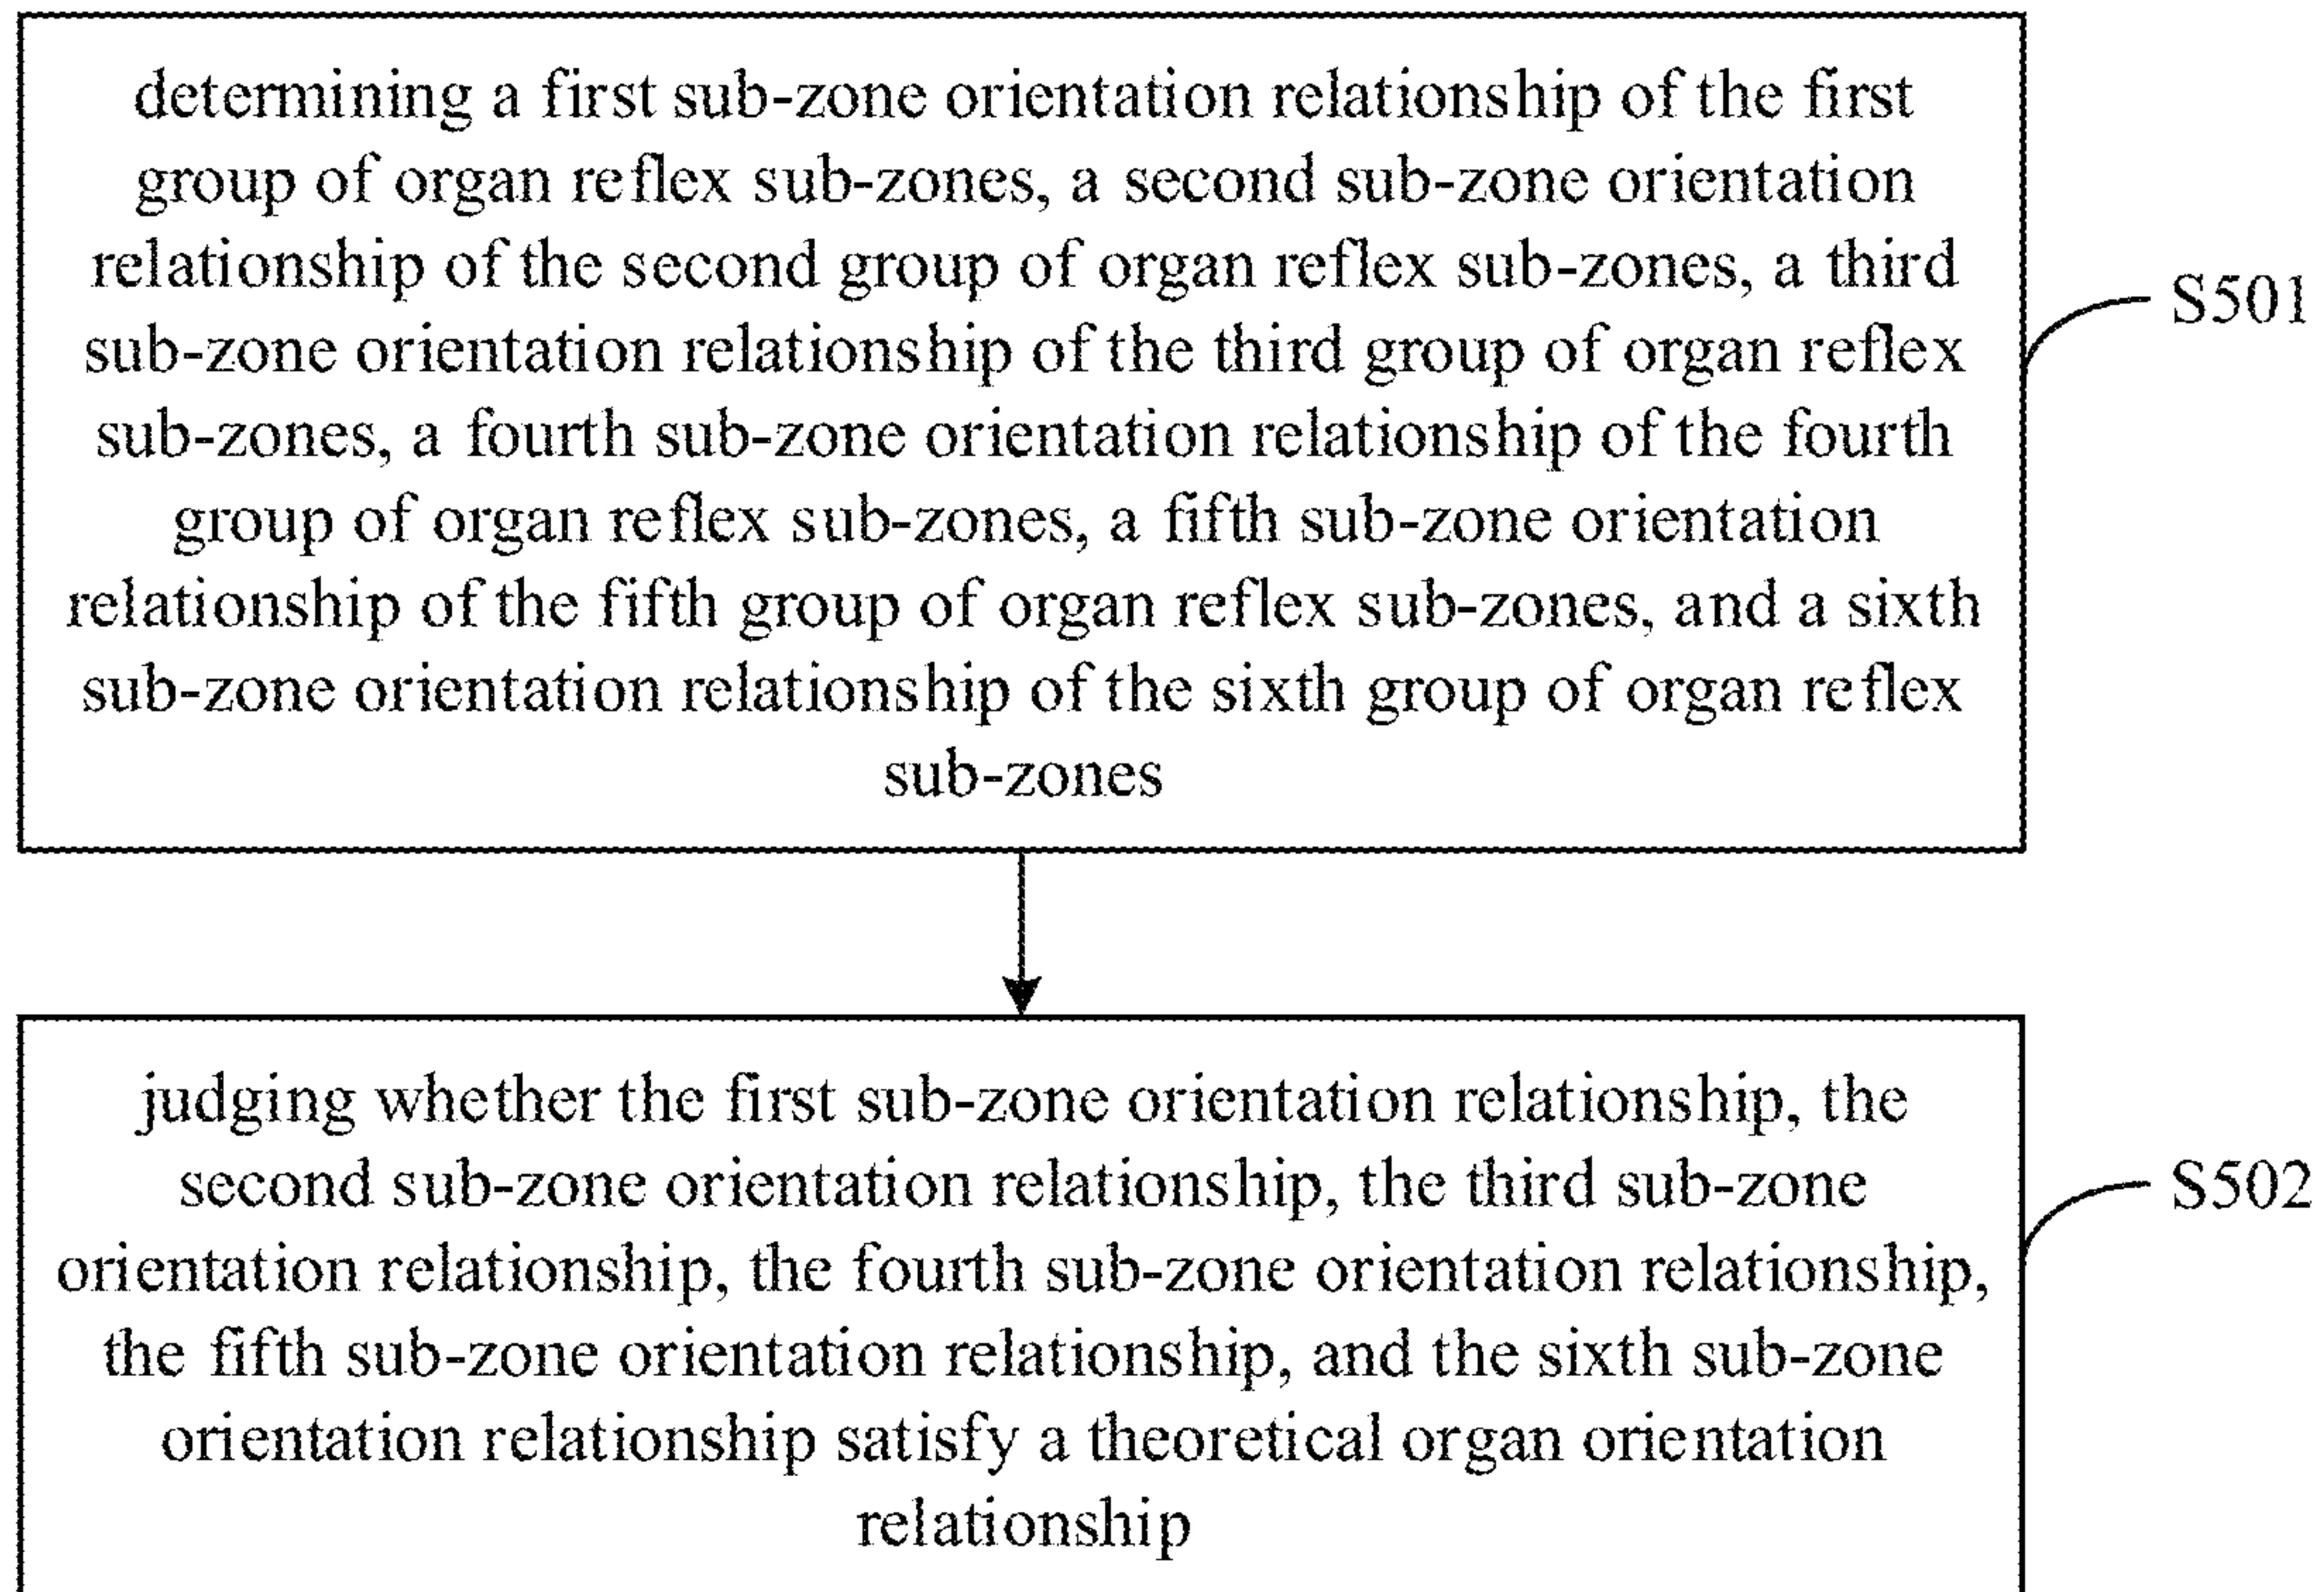 determining a first sub-zone orientation relationship of the first
group of organ reflex sub-zones, a second sub-zone orientation
relationship of the second group of organ reflex sub-zones, a third
sub-zone orientation relationship of the third group of organ reflex
sub-zones, a fourth sub-zone orientation relationship of the fourth
group of organ reflex sub-zones, a fifth sub-zone orientation
relationship of the fifth group of organ reflex sub-zones, and a sixth
sub-zone orientation relationship of the sixth group of organ reflex
sub-zones
S501
judging whether the first sub-zone orientation relationship, the
second sub-zone orientation relationship, the third sub-zone
orientation relationship, the fourth sub-zone orientation relationship,
the fifth sub-zone orientation relationship, and the sixth sub-zone
orientation relationship satisfy a theoretical organ orientation
relationship
S502